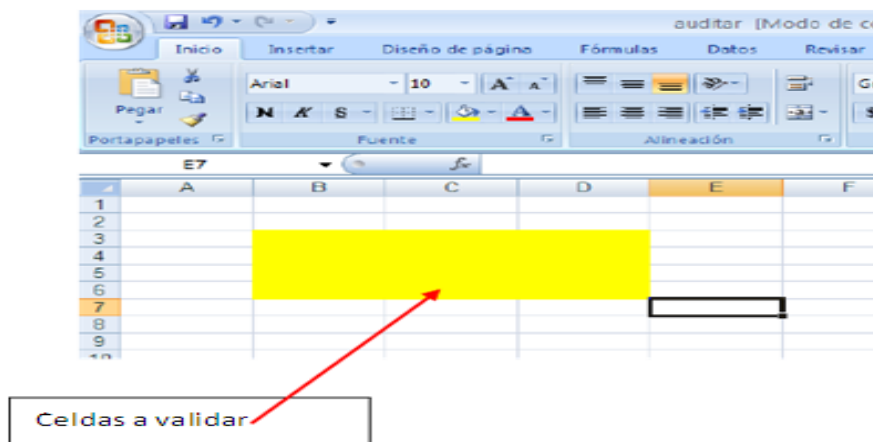 auditar [Modo de c
Inicio Insertar Diseño de página Fórmulas Datos Revisar
Arial 10 A A
Pegar N K S A
Portapapeles Fuente Alineación
E7 fx
A B C D E F
1
2
3
4
5
6
7
8
9
10
Celdas a validar